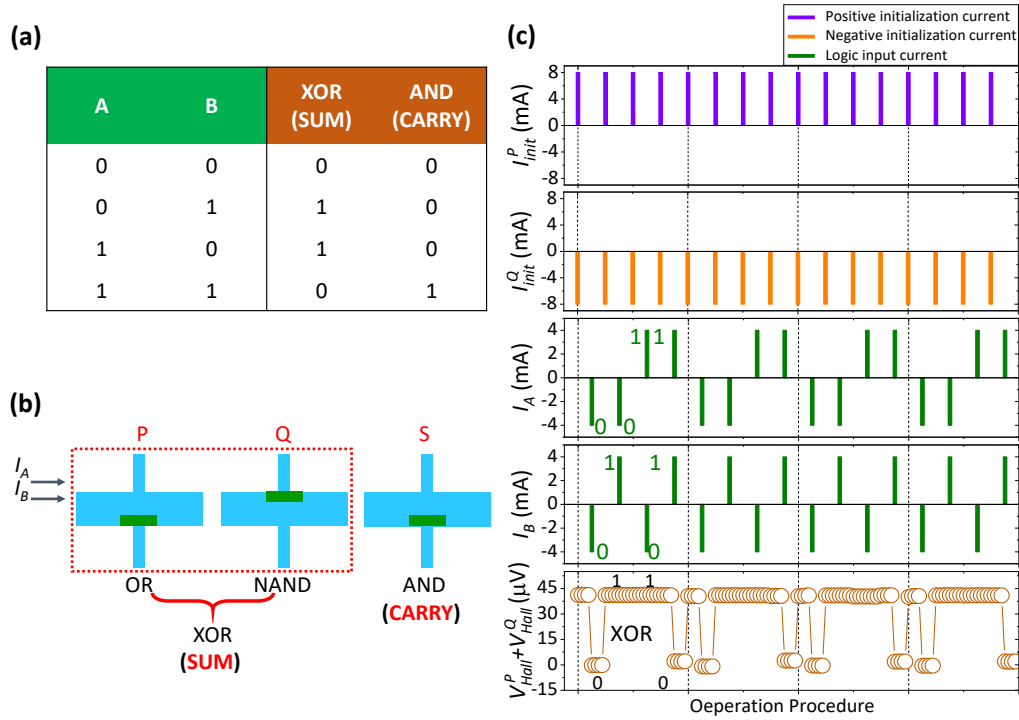 (a)
A B XOR (SUM) AND (CARRY)
0 0 0 0
0 1 1 0
1 0 1 0
1 1 0 1
(b)
P Q S
I_A
I_B
OR NAND AND
(CARRY)
XOR
(SUM)
(c)
Positive initialization current
Negative initialization current
Logic input current
8
4
0
-4
-8
I^P_init (mA)
8
4
0
-4
-8
I^Q_init (mA)
4
2
0
-2
-4
I_A (mA)
1 1
0 0
4
2
0
-2
-4
I_B (mA)
1 1
0 0
45
30
15
0
-15
V^P_Hall+V^Q_Hall (μV)
1 1
XOR
0 0
Oeperation Procedure